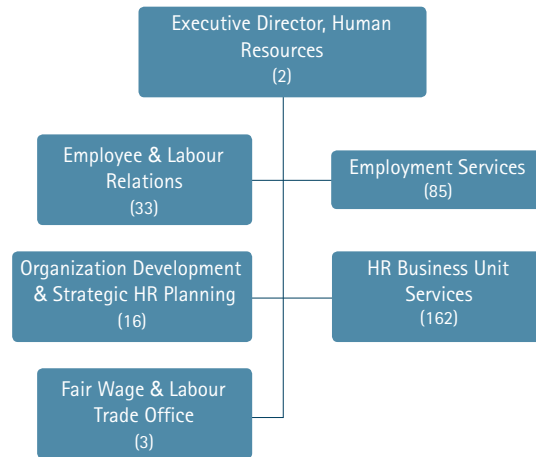 Executive Director, Human
Resources
(2)
Employee & Labour
Relations
(33)
Employment Services
(85)
Organization Development
& Strategic HR Planning
(16)
HR Business Unit
Services
(162)
Fair Wage & Labour
Trade Office
(3)